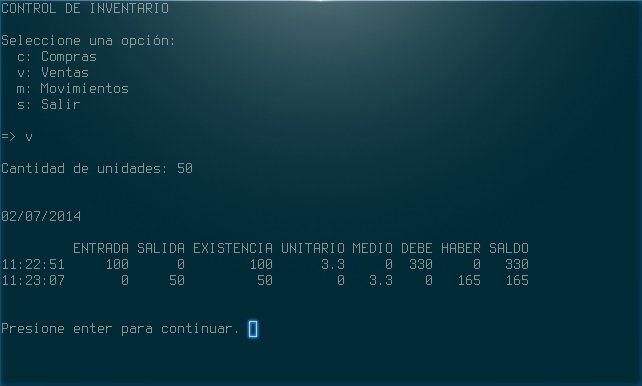 CONTROL DE INVENTARIO
Seleccione una opción:
c: Compras
v: Ventas
m: Movimientos
s: Salir
=> v
Cantidad de unidades: 50
02/07/2014
ENTRADA SALIDA EXISTENCIA UNITARIO MEDIO DEBE HABER SALDO
11:22:51 100 0 100 3.3 0 330 0 330
11:23:07 0 50 50 0 3.3 0 165 165
Presione enter para continuar.